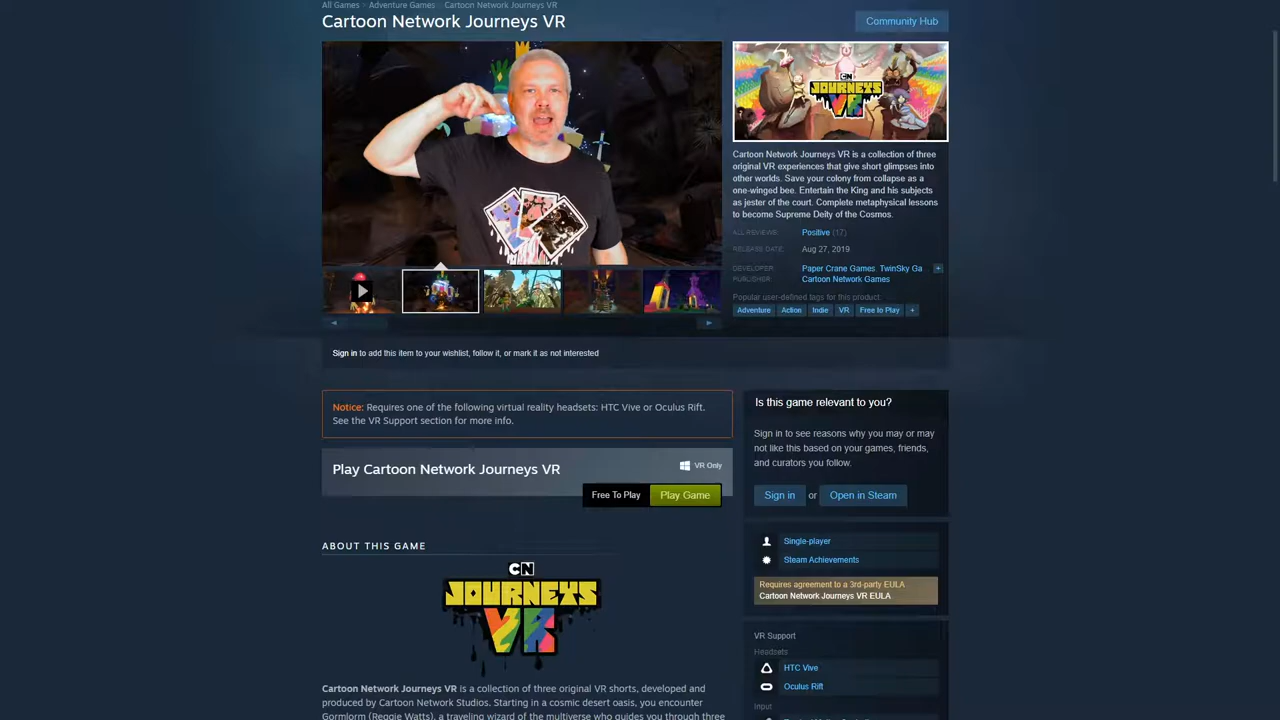 All Games > Adventure Games > Cartoon Network Journeys VR
Cartoon Network Journeys VR
Community Hub
CN
JOURNEYS
VR
Cartoon Network Journeys VR is a collection of three
original VR experiences that give short glimpses into
other worlds. Save your colony from collapse as a
one-winged bee. Entertain the King and his subjects
as jester of the court. Complete metaphysical lessons
to become Supreme Deity of the Cosmos.
ALL REVIEWS: Positive (17)
RELEASE DATE: Aug 27, 2019
DEVELOPER: Paper Crane Games, TwinSky Ga +
PUBLISHER: Cartoon Network Games
Popular user-defined tags for this product:
Adventure Action Indie VR Free to Play +
Sign in to add this item to your wishlist, follow it, or mark it as not interested
Notice: Requires one of the following virtual reality headsets: HTC Vive or Oculus Rift.
See the VR Support section for more info.
Play Cartoon Network Journeys VR
VR Only
Free To Play Play Game
Is this game relevant to you?
Sign in to see reasons why you may or may
not like this based on your games, friends,
and curators you follow.
Sign in or Open in Steam
Single-player
Steam Achievements
Requires agreement to a 3rd-party EULA
Cartoon Network Journeys VR EULA
VR Support
Headsets
HTC Vive
Oculus Rift
Input
ABOUT THIS GAME
CN
JOURNEYS
VR
Cartoon Network Journeys VR is a collection of three original VR shorts, developed and
produced by Cartoon Network Studios. Starting in a cosmic desert oasis, you encounter
Gormlorm (Reggie Watts), a traveling wizard of the multiverse who guides you through three